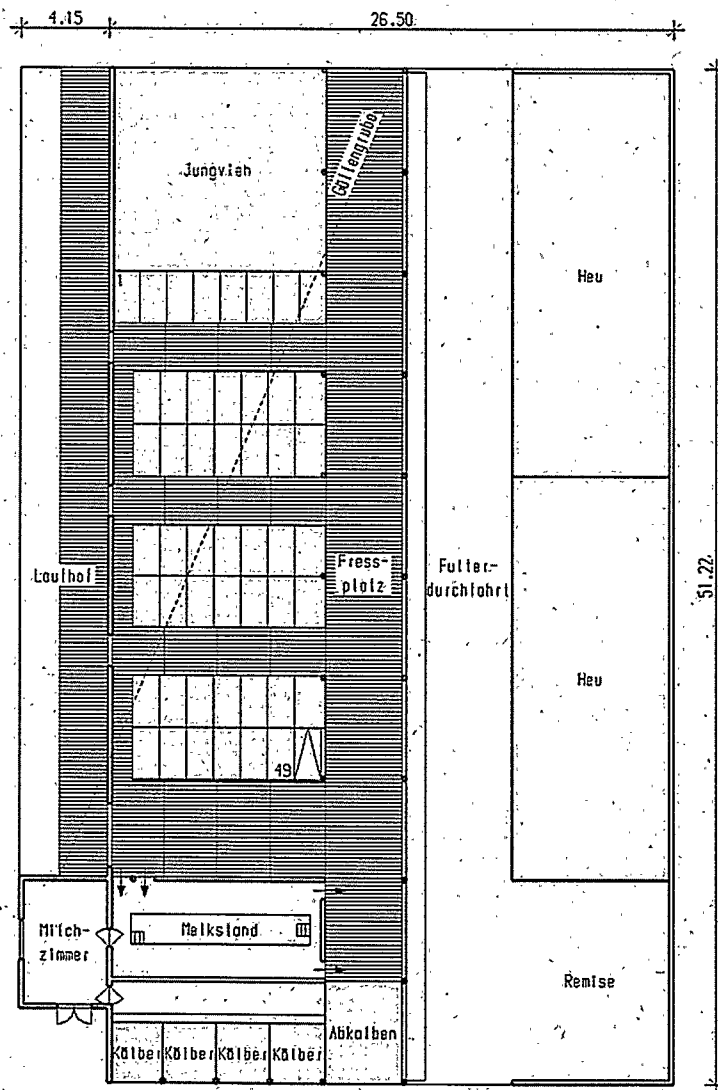 4.15
26.50
Jungvieh
Güllengrube
Heu
1
Laufhof
Fress-
platz
Futter-
durchfahrt
51.22
Heu
49
Milch-
zimmer
Melkstand
Remise
Abkalben
Kälber
Kälber
Kälber
Kälber